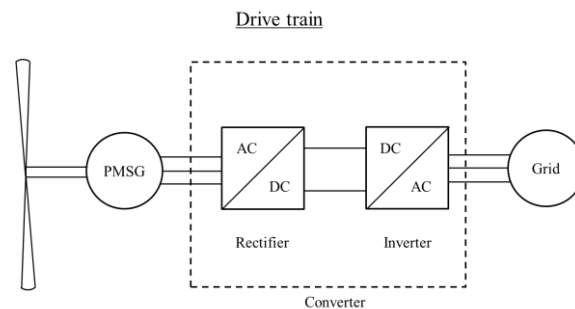 Drive train
PMSG
AC
DC
Rectifier
DC
AC
Inverter
Grid
Converter